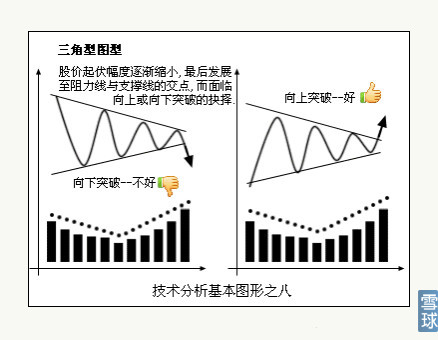 三角型图型
股价起伏幅度逐渐缩小,最后发展
至阻力线与支撑线的交点,而面临
向上或向下突破的抉择.
向上突破--好
向下突破--不好
技术分析基本图形之八
雪球